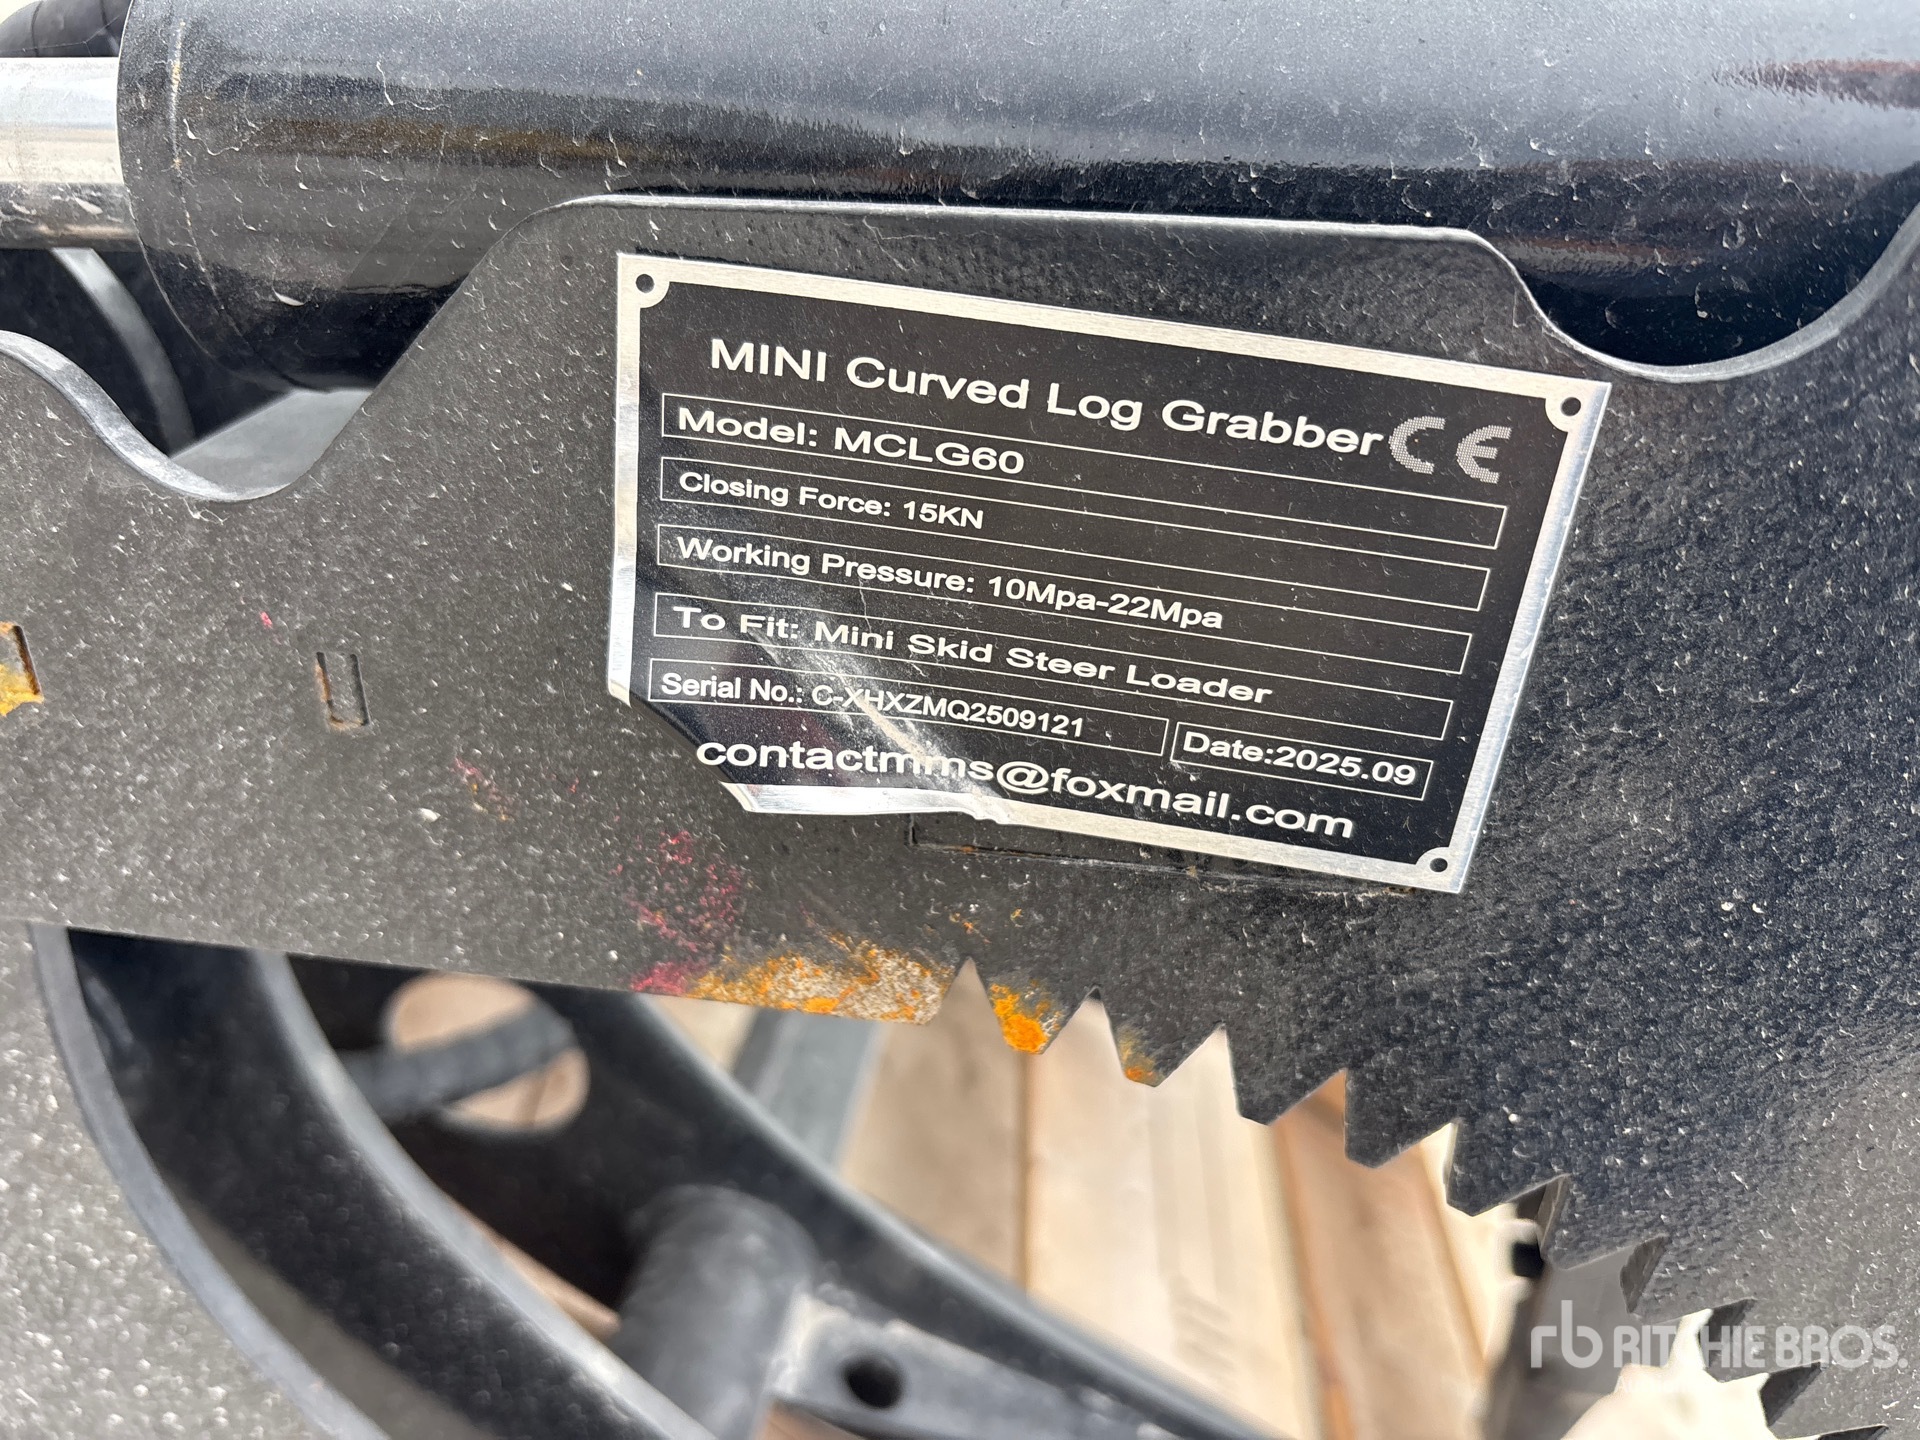 MINI Curved Log Grabber CE
Model: MCLG60
Closing Force: 15KN
Working Pressure: 10Mpa-22Mpa
To Fit: Mini Skid Steer Loader
Serial No.: C-XHXZMQ2509121
Date:2025.09
contactmms@foxmail.com
rb RITCHIE BROS.